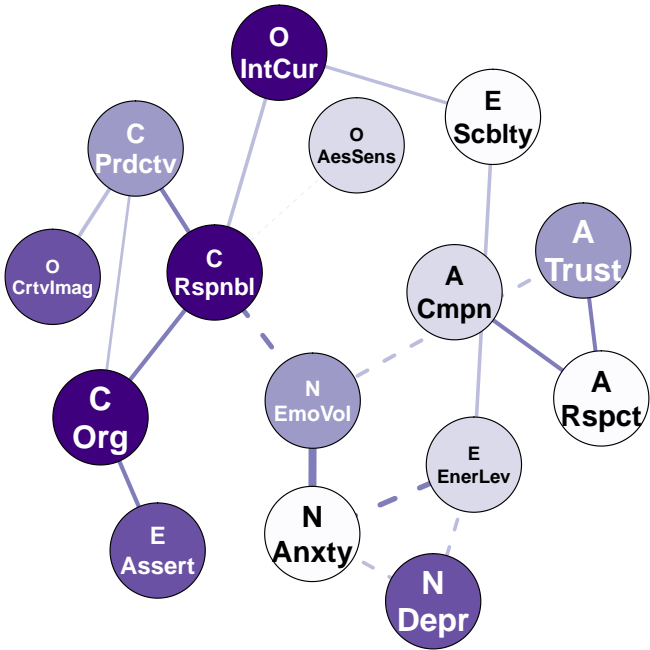 O
IntCur
E
Scblty
C
Prdctv
O
AesSens
A
Trust
O
CrtvImag
C
Rspnbl
A
Cmpn
N
EmoVol
A
Rspct
C
Org
E
EnerLev
N
Anxty
E
Assert
N
Depr